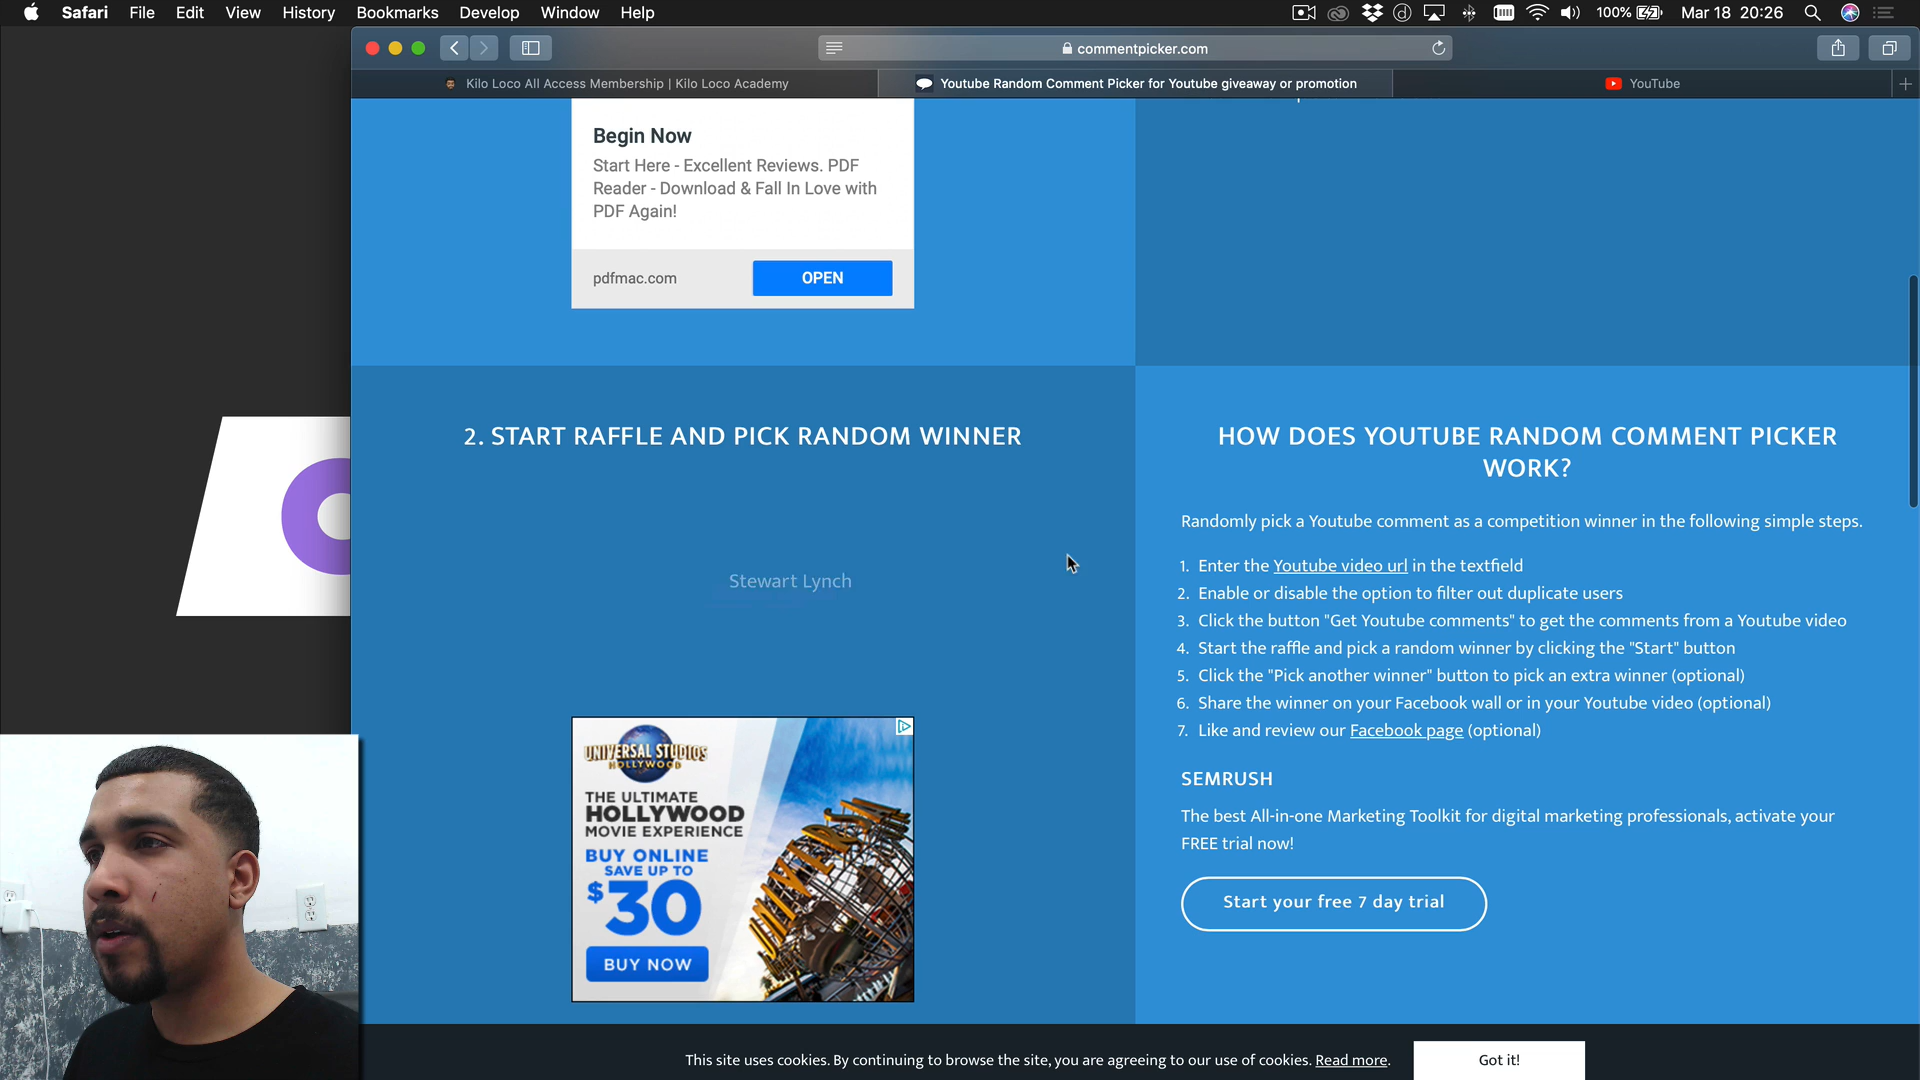 Safari File Edit View History Bookmarks Develop Window Help
100% Mar 18 20:26
commentpicker.com
Kilo Loco All Access Membership | Kilo Loco Academy
Youtube Random Comment Picker for Youtube giveaway or promotion
YouTube
Begin Now
Start Here - Excellent Reviews. PDF
Reader - Download & Fall In Love with
PDF Again!
pdfmac.com
OPEN
2. START RAFFLE AND PICK RANDOM WINNER
Stewart Lynch
UNIVERSAL STUDIOS
HOLLYWOOD
THE ULTIMATE
HOLLYWOOD
MOVIE EXPERIENCE
BUY ONLINE
SAVE UP TO
$30
BUY NOW
HOW DOES YOUTUBE RANDOM COMMENT PICKER
WORK?
Randomly pick a Youtube comment as a competition winner in the following simple steps.
1. Enter the Youtube video url in the textfield
2. Enable or disable the option to filter out duplicate users
3. Click the button "Get Youtube comments" to get the comments from a Youtube video
4. Start the raffle and pick a random winner by clicking the "Start" button
5. Click the "Pick another winner" button to pick an extra winner (optional)
6. Share the winner on your Facebook wall or in your Youtube video (optional)
7. Like and review our Facebook page (optional)
SEMRUSH
The best All-in-one Marketing Toolkit for digital marketing professionals, activate your
FREE trial now!
Start your free 7 day trial
This site uses cookies. By continuing to browse the site, you are agreeing to our use of cookies. Read more.
Got it!